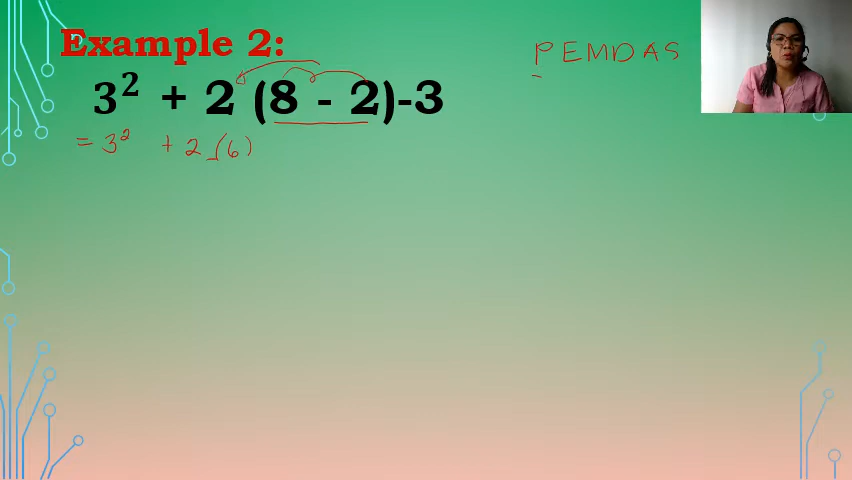 Example 2:
PEMDAS
3² + 2 (8 - 2)-3
= 3² + 2 (6)